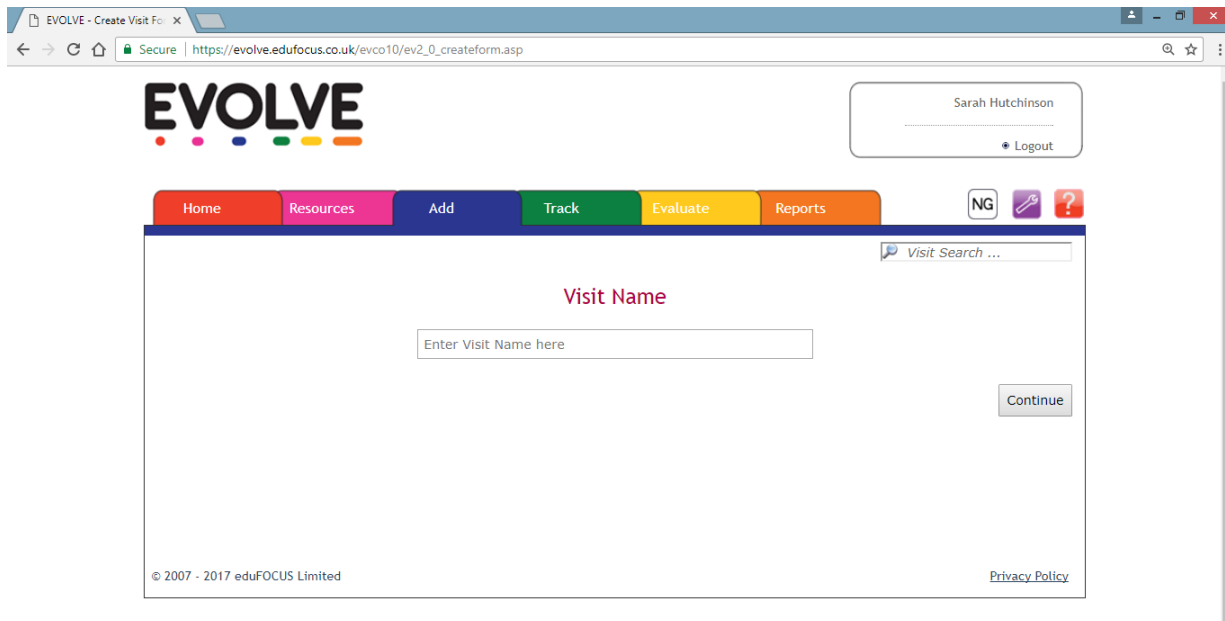 EVOLVE - Create Visit Fo
Secure | https://evolve.edufocus.co.uk/evco10/ev2_0_createform.asp
EVOLVE
Sarah Hutchinson
Logout
Home Resources Add Track Evaluate Reports NG ?
Visit Search ...
Visit Name
Enter Visit Name here
Continue
© 2007 - 2017 eduFOCUS Limited Privacy Policy